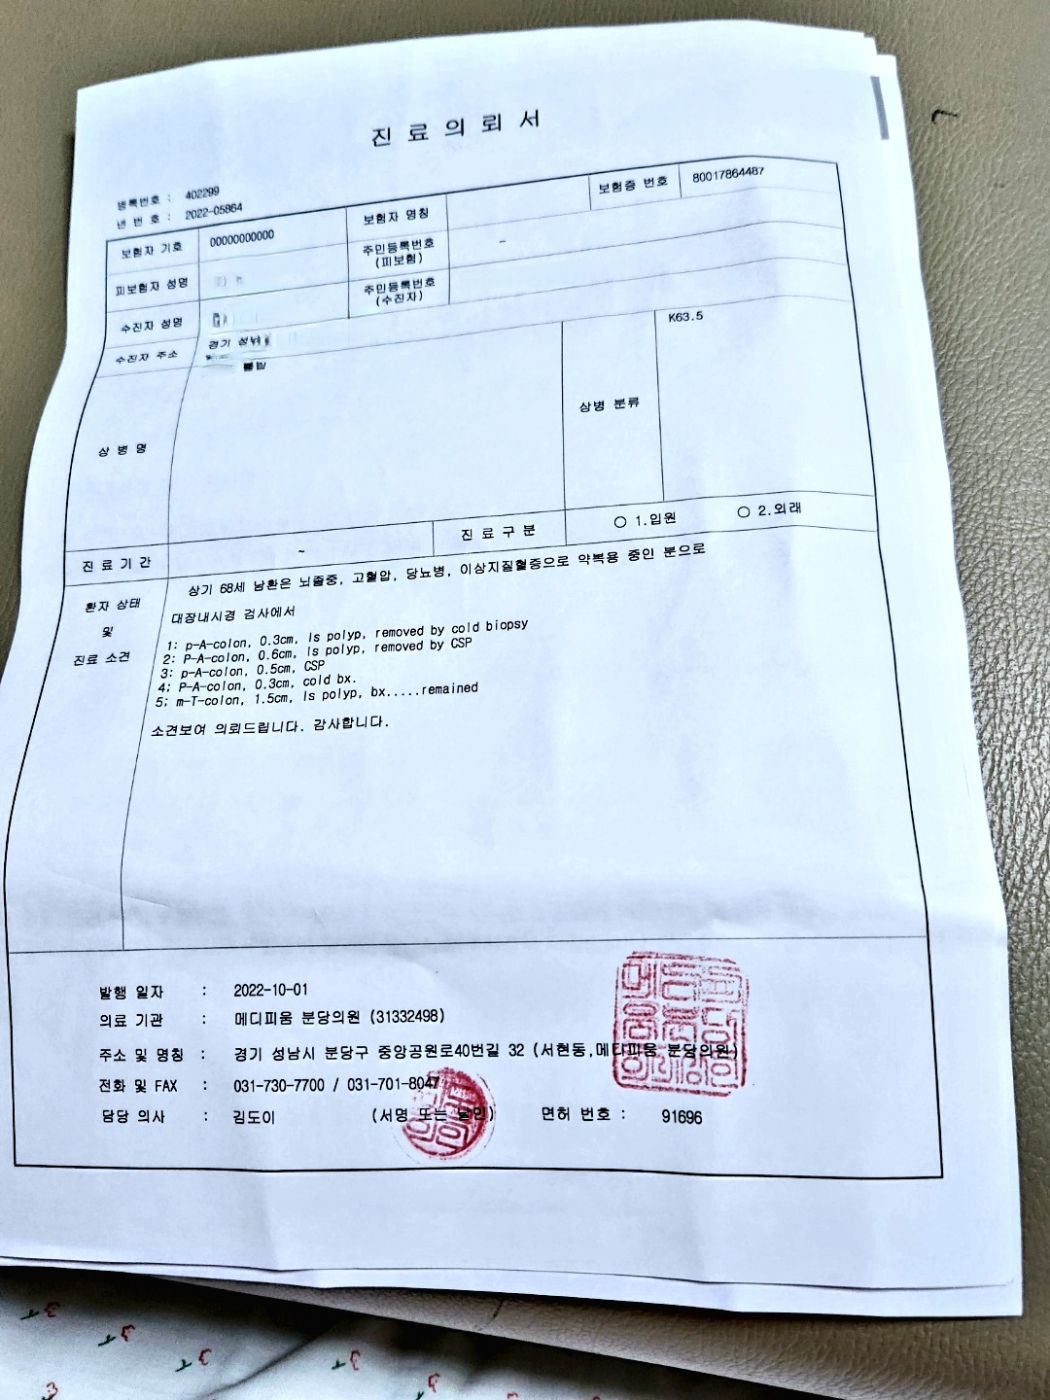 진료의뢰서
등록번호 : 402299
년 번 호 : 2022-05864
보험자 기호 00000000000 보험자 명칭 보험증 번호 80017864487
피보험자 성명 주민등록번호 (피보험) -
수진자 성명 주민등록번호 (수진자)
수진자 주소 경기 성남
상 병 명 상병 분류 K63.5
진 료 기 간 ~ 진 료 구 분 ○ 1.입원 ○ 2.외래
환자 상태
및
진료 소견
상기 68세 남환은 뇌졸중, 고혈압, 당뇨병, 이상지질혈증으로 약복용 중인 분으로
대장내시경 검사에서
1: p-A-colon, 0.3cm, Is polyp, removed by cold biopsy
2: P-A-colon, 0.6cm, Is polyp, removed by CSP
3: p-A-colon, 0.5cm, CSP
4: P-A-colon, 0.3cm, cold bx.
5: m-T-colon, 1.5cm, Is polyp, bx.....remained
소견보여 의뢰드립니다. 감사합니다.
발행 일자 : 2022-10-01
의료 기관 : 메디피움 분당의원 (31332498)
주소 및 명칭 : 경기 성남시 분당구 중앙공원로40번길 32 (서현동,메디피움 분당의원)
전화 및 FAX : 031-730-7700 / 031-701-8047
담당 의사 : 김도이 (서명 또는 날인) 면허 번호 : 91696